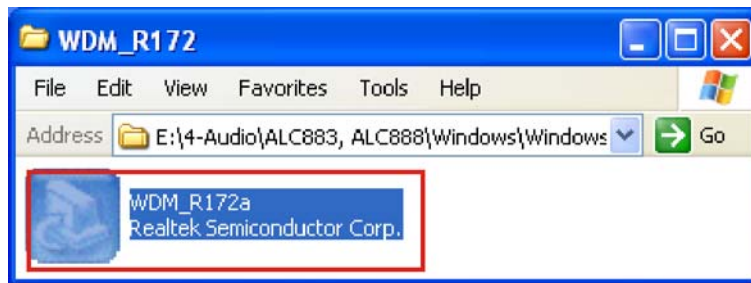 WDM_R172
File Edit View Favorites Tools Help
Address E:\4-Audio\ALC883, ALC888\Windows\Windows Go
WDM_R172a
Realtek Semiconductor Corp.